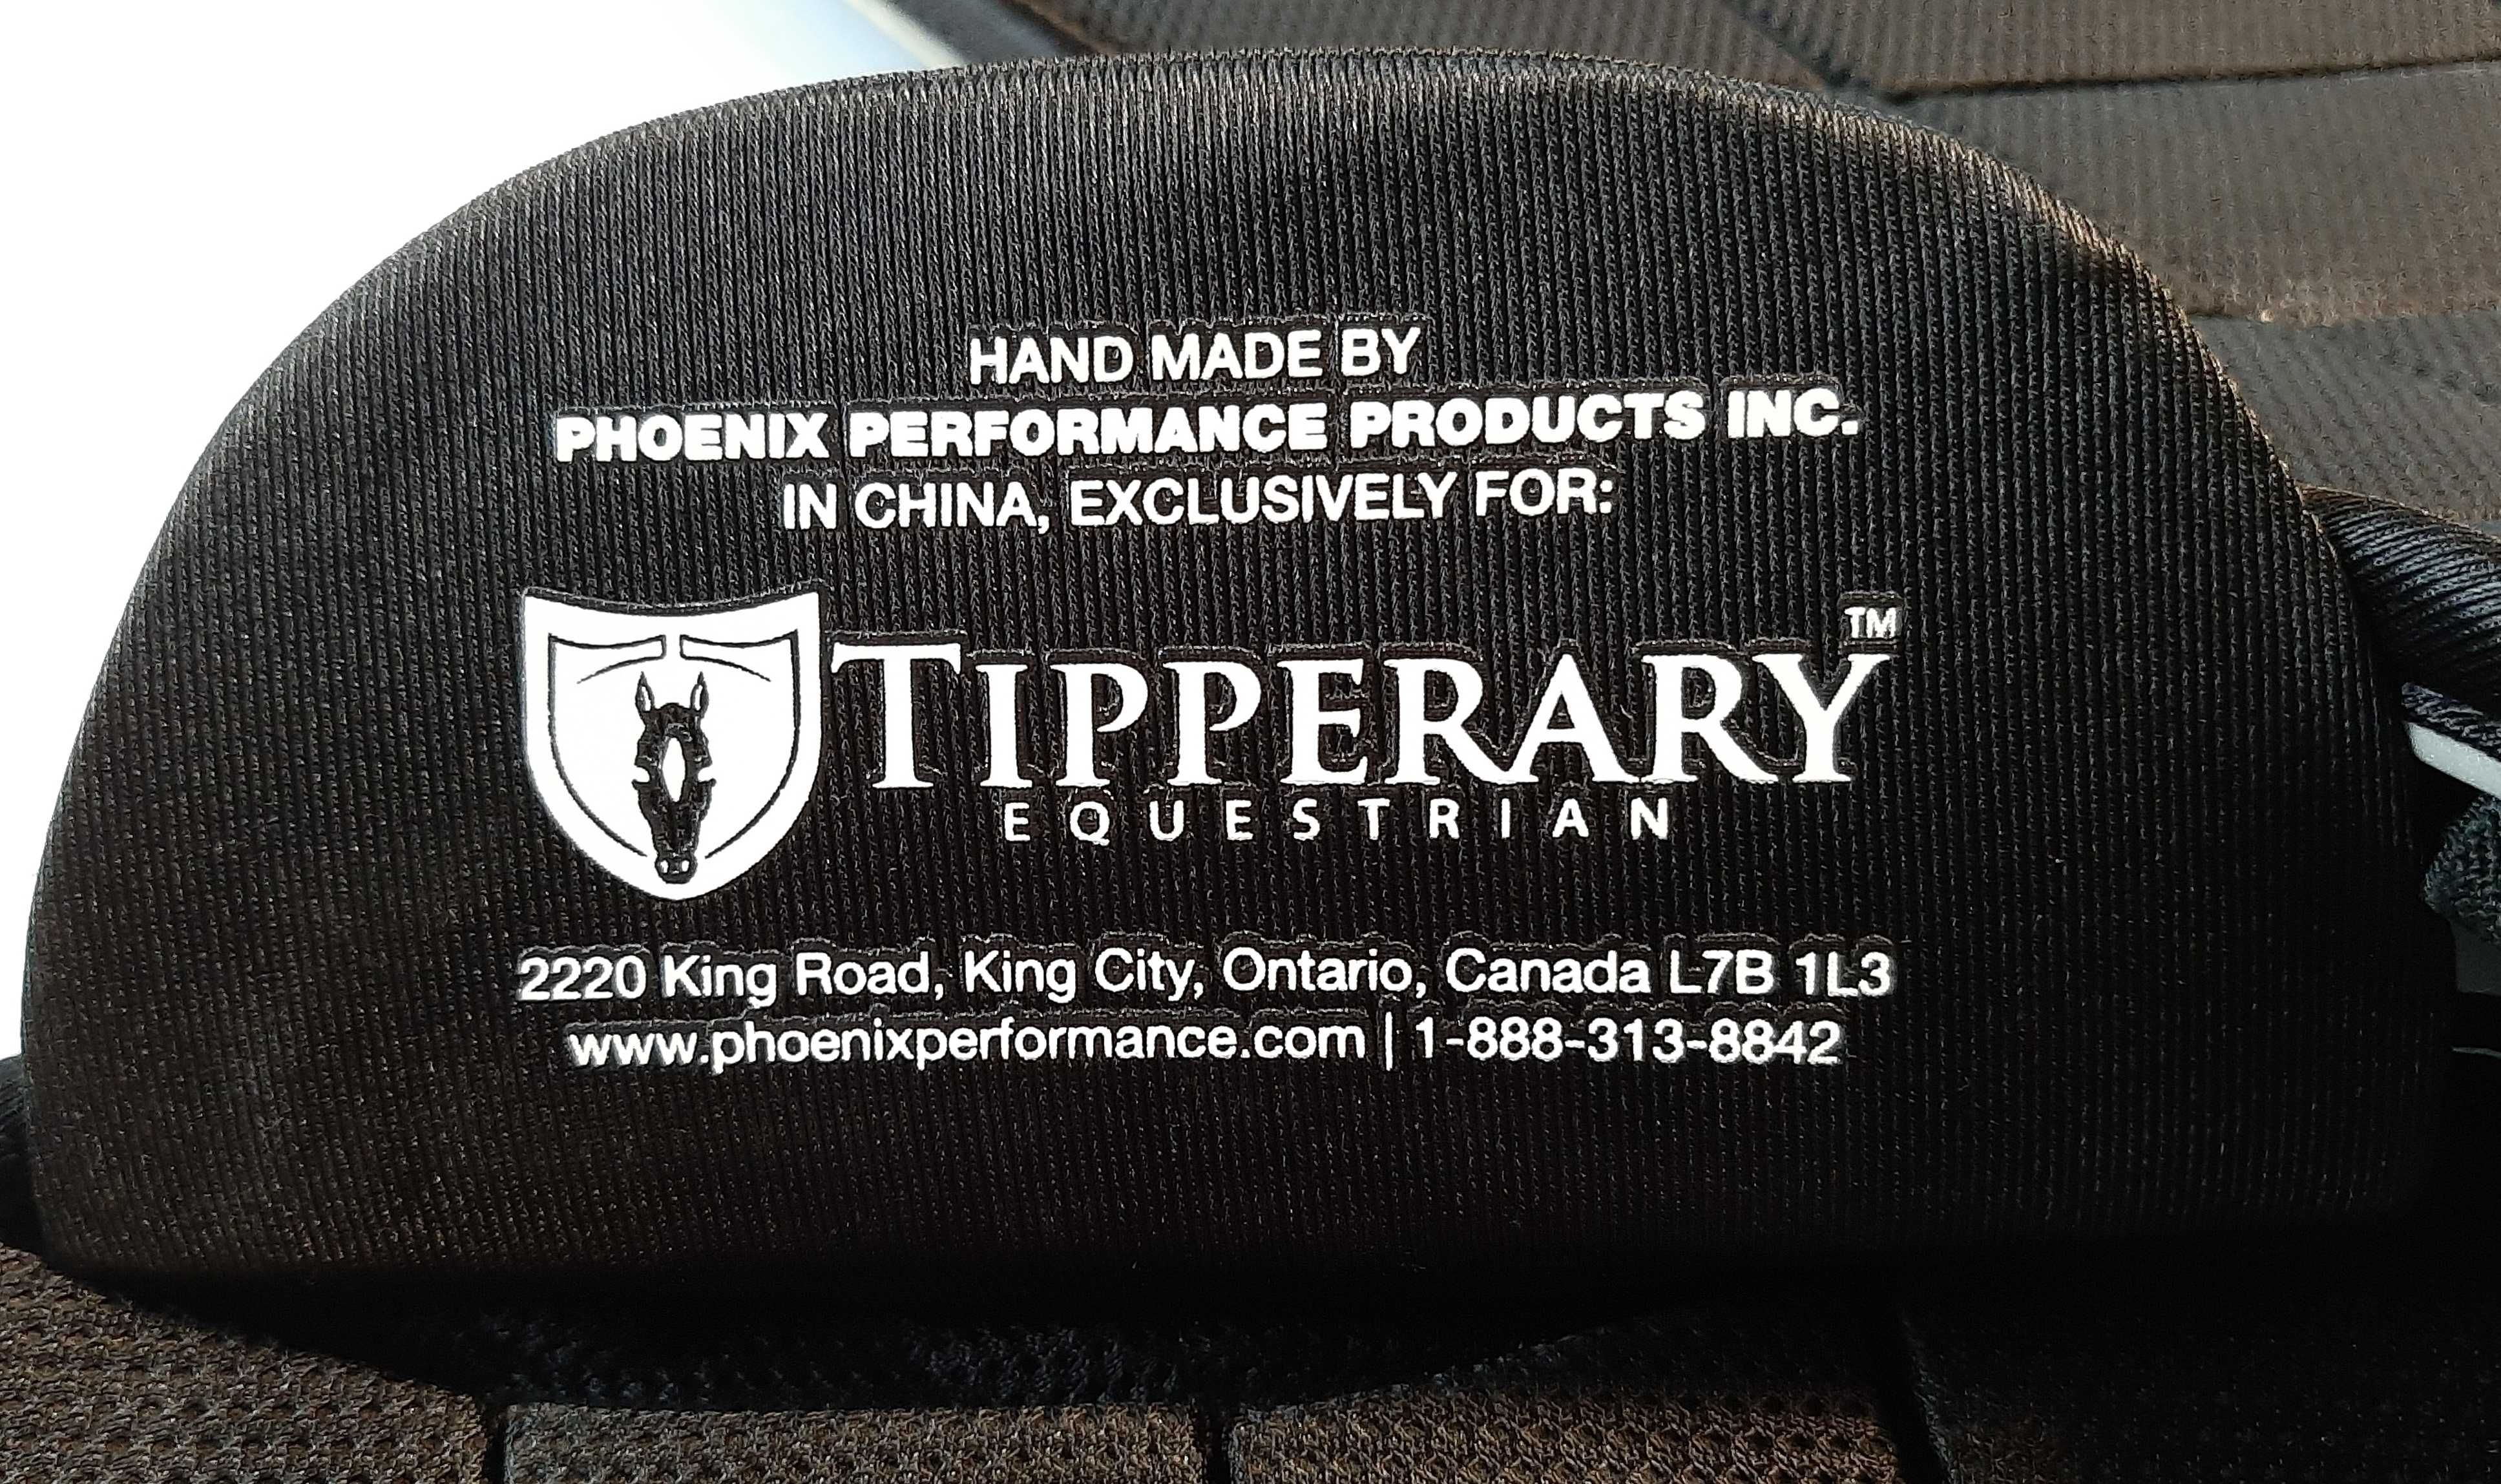 HAND MADE BY
PHOENIX PERFORMANCE PRODUCTS INC.
IN CHINA, EXCLUSIVELY FOR:
TIPPERARY™
EQUESTRIAN
2220 King Road, King City, Ontario, Canada L7B 1L3
www.phoenixperformance.com | 1-888-313-8842